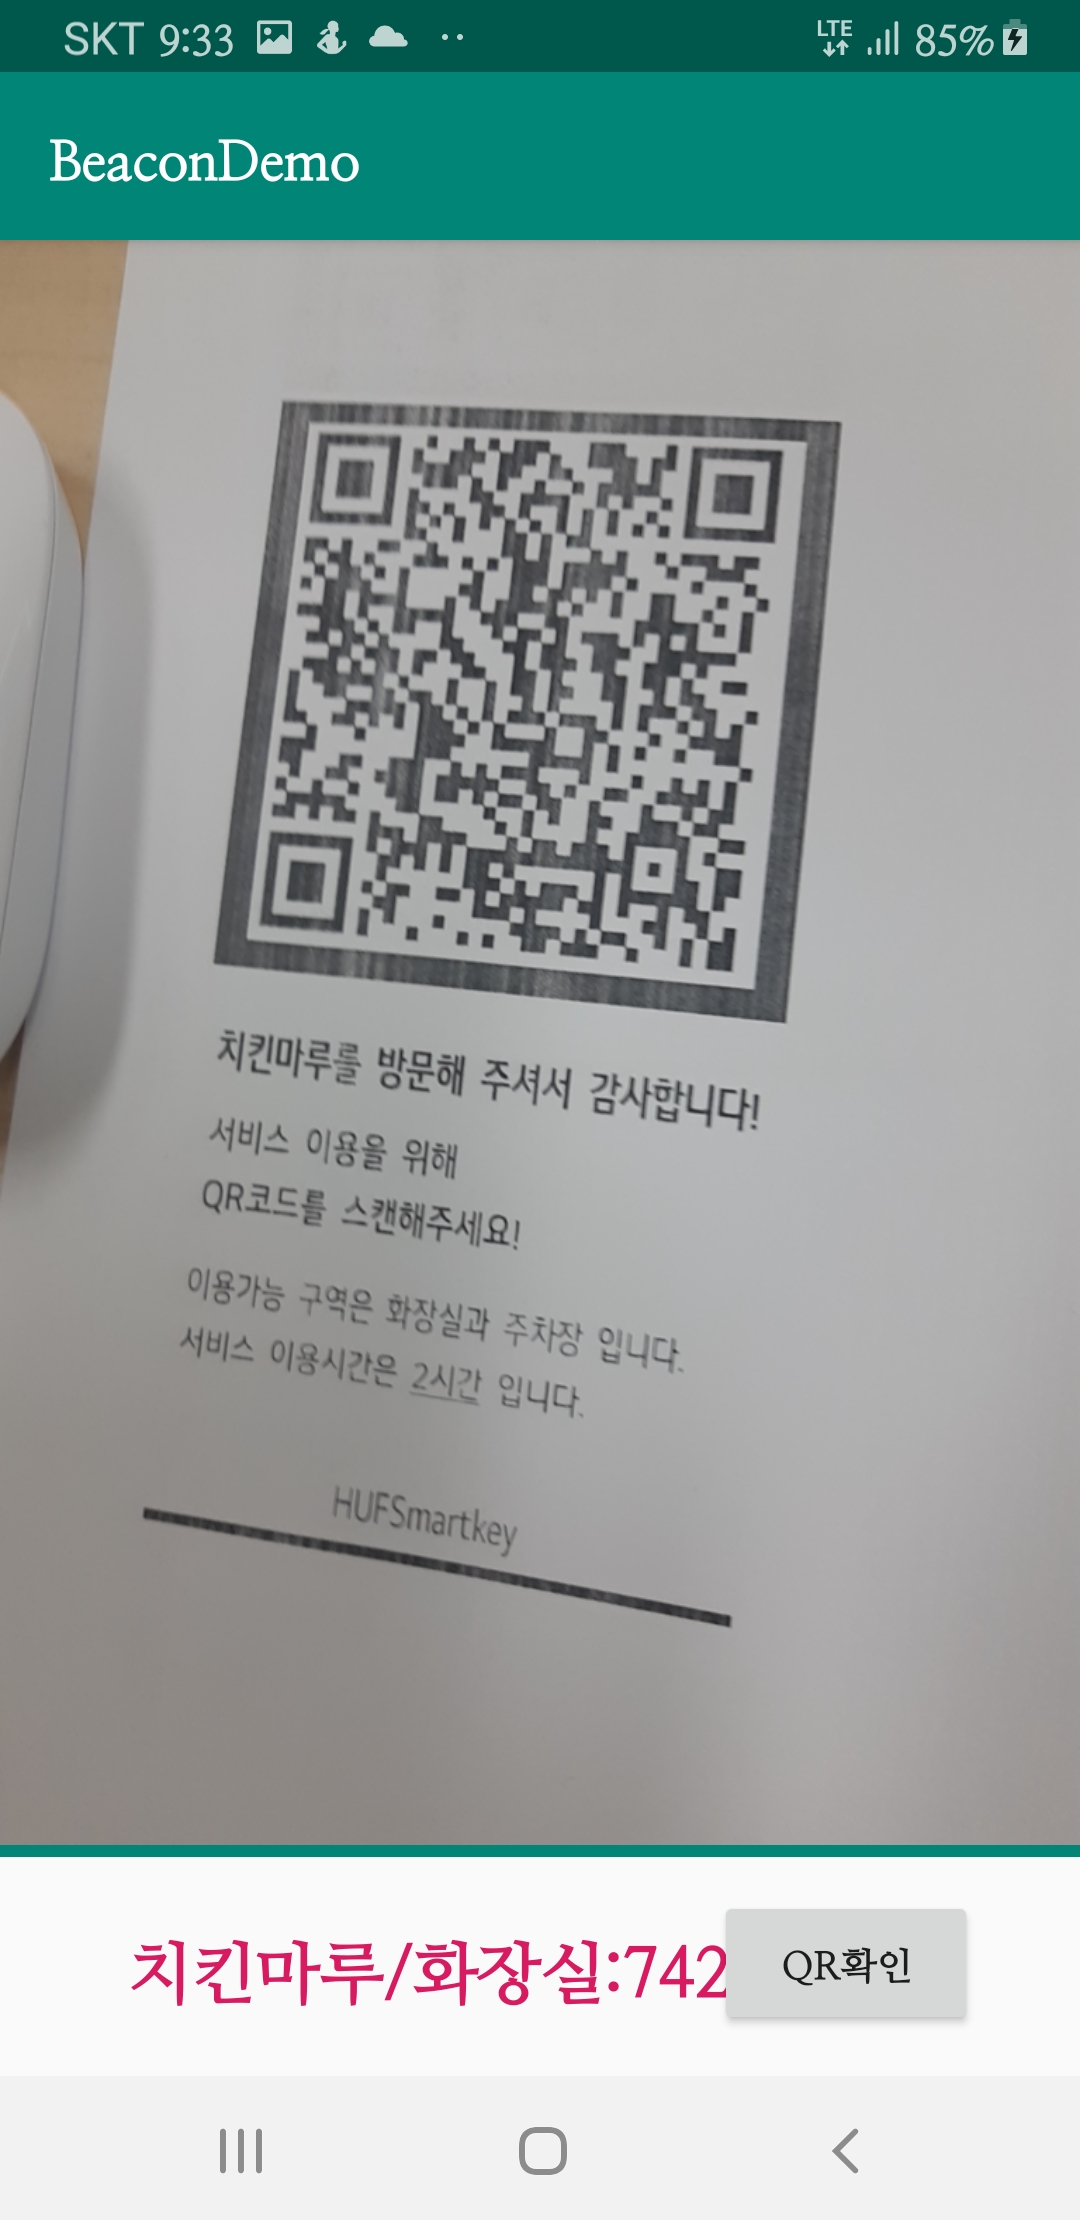 SKT 9:33
LTE 85%
BeaconDemo
치킨마루를 방문해 주셔서 감사합니다!
서비스 이용을 위해
QR코드를 스캔해주세요!
이용가능 구역은 화장실과 주차장 입니다.
서비스 이용시간은 2시간 입니다.
HUFSmartkey
치킨마루/화장실:742
QR확인